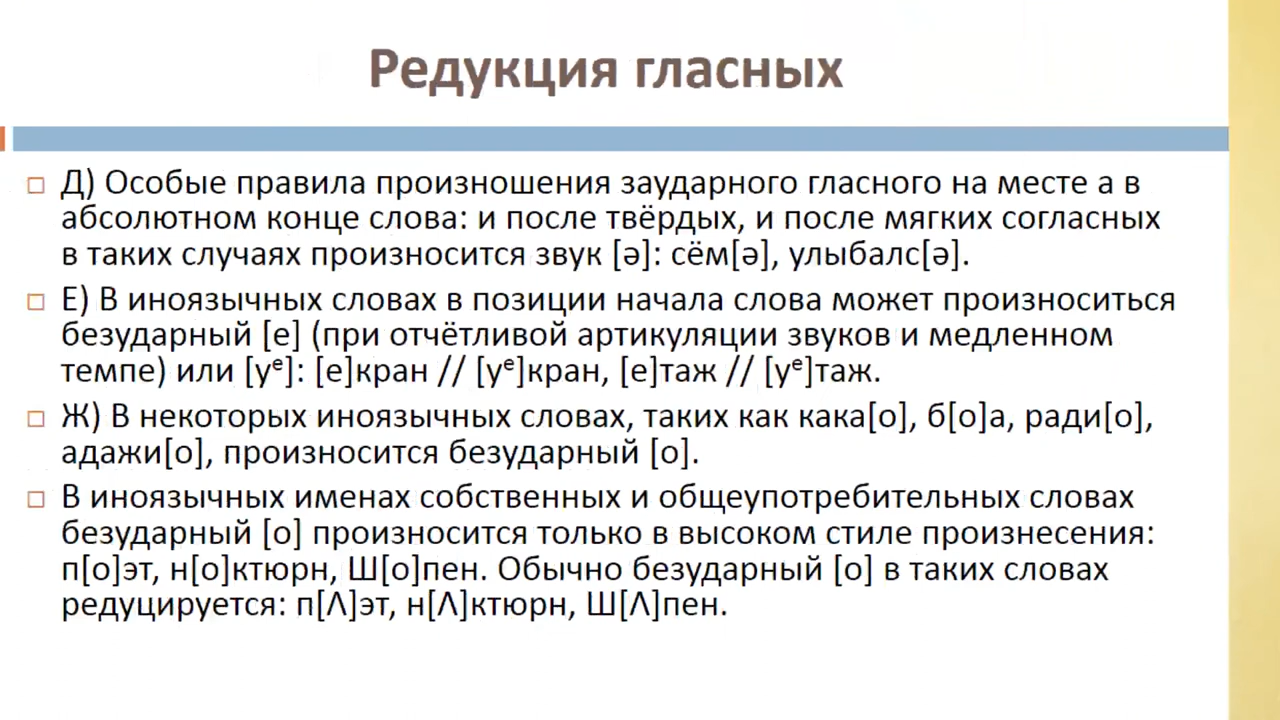 Редукция гласных
Д) Особые правила произношения заударного гласного на месте а в
абсолютном конце слова: и после твёрдых, и после мягких согласных
в таких случаях произносится звук [ə]: сём[ə], улыбалс[ə].
Е) В иноязычных словах в позиции начала слова может произноситься
безударный [е] (при отчётливой артикуляции звуков и медленном
темпе) или [yᵉ]: [е]кран // [yᵉ]кран, [е]таж // [yᵉ]таж.
Ж) В некоторых иноязычных словах, таких как кака[о], б[о]а, ради[о],
адажи[о], произносится безударный [о].
В иноязычных именах собственных и общеупотребительных словах
безударный [о] произносится только в высоком стиле произнесения:
п[о]эт, н[о]ктюрн, Ш[о]пен. Обычно безударный [о] в таких словах
редуцируется: п[Λ]эт, н[Λ]ктюрн, Ш[Λ]пен.